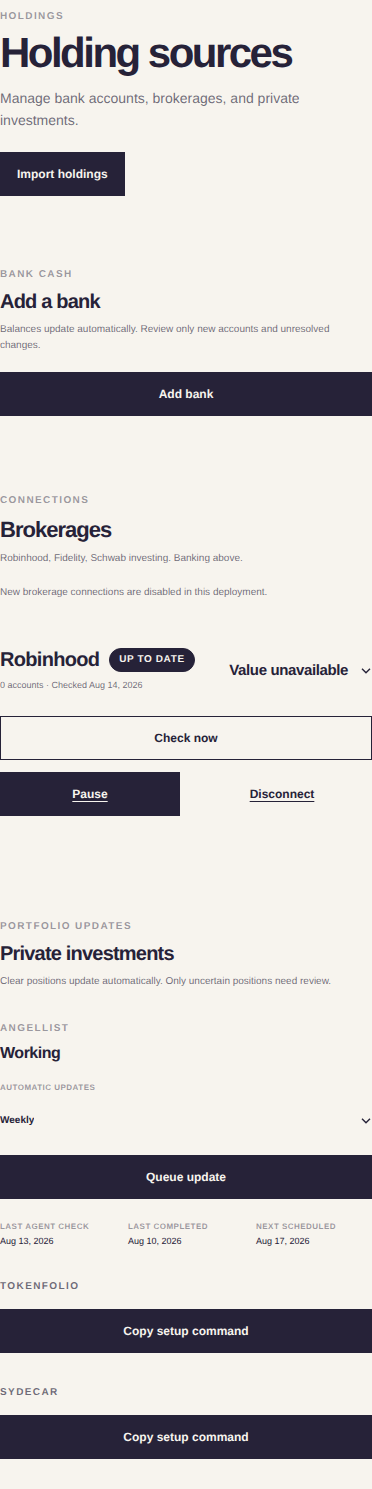 HOLDINGS
Holding sources
Manage bank accounts, brokerages, and private
investments.
Import holdings
BANK CASH
Add a bank
Balances update automatically. Review only new accounts and unresolved
changes.
Add bank
CONNECTIONS
Brokerages
Robinhood, Fidelity, Schwab investing. Banking above.
New brokerage connections are disabled in this deployment.
Robinhood UP TO DATE
0 accounts · Checked Aug 14, 2026
Value unavailable
Check now
Pause Disconnect
PORTFOLIO UPDATES
Private investments
Clear positions update automatically. Only uncertain positions need review.
ANGELLIST
Working
AUTOMATIC UPDATES
Weekly
Queue update
LAST AGENT CHECK LAST COMPLETED NEXT SCHEDULED
Aug 13, 2026 Aug 10, 2026 Aug 17, 2026
TOKENFOLIO
Copy setup command
SYDECAR
Copy setup command